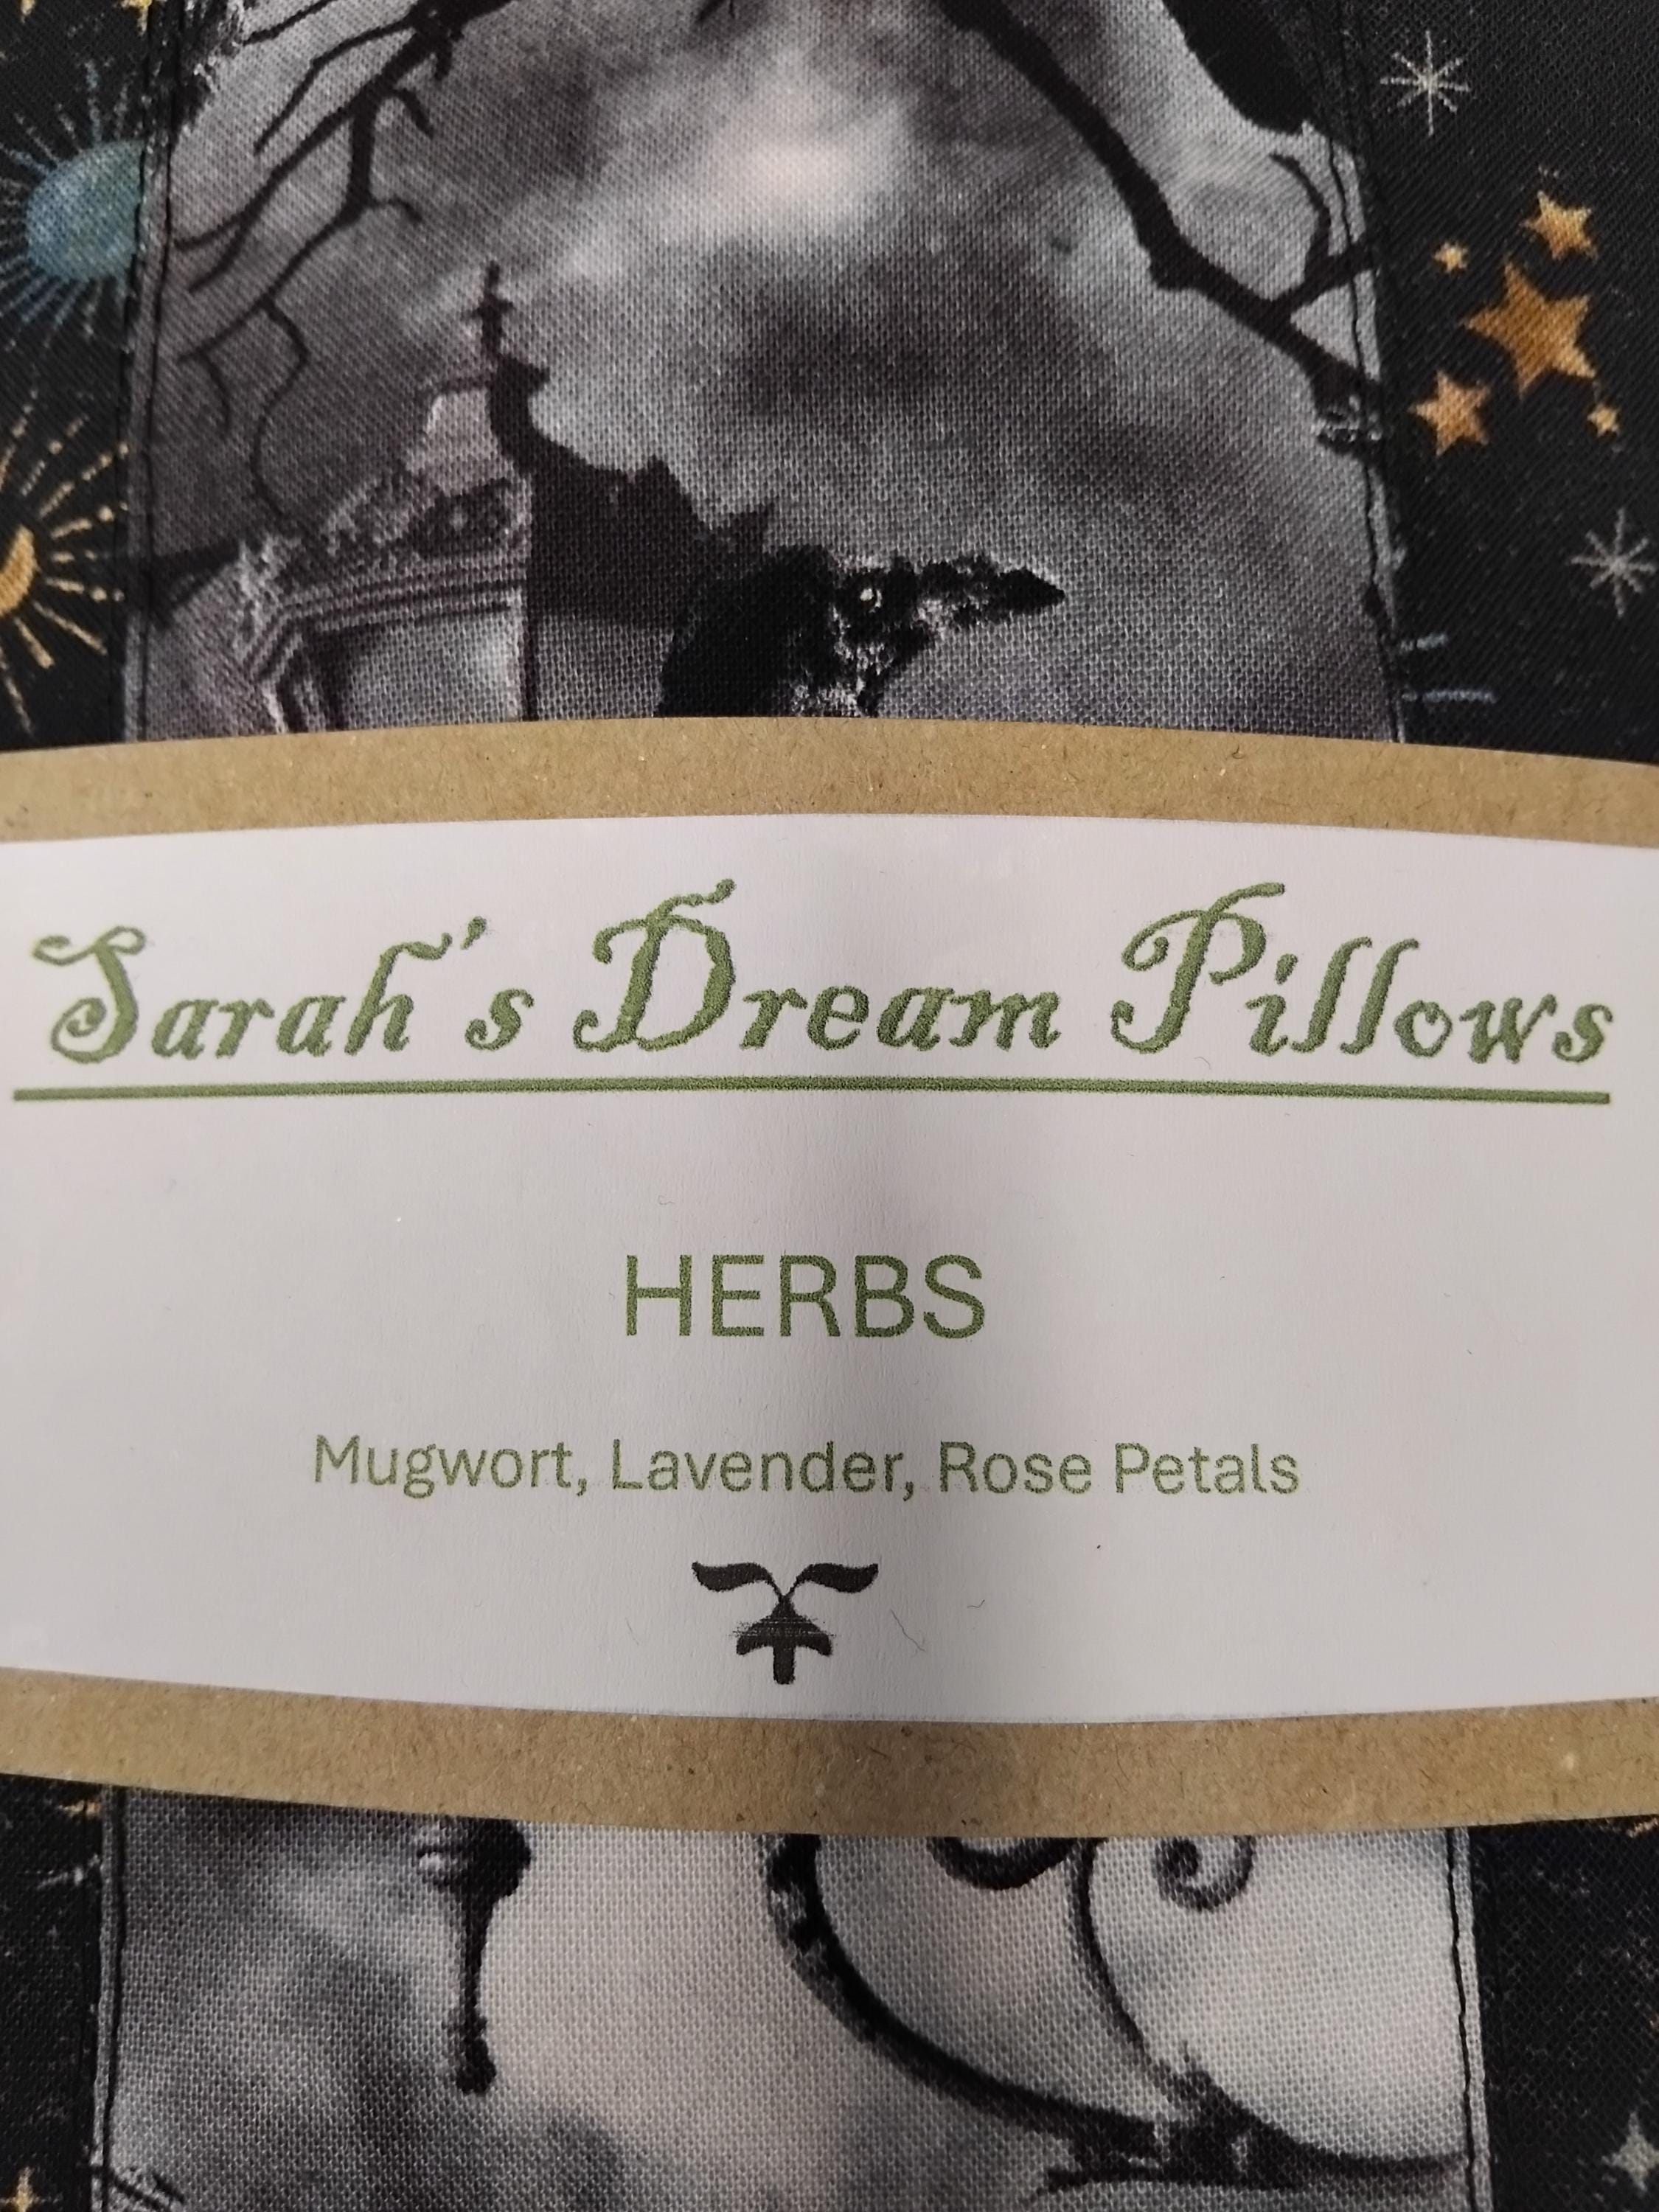 Sarah's Dream Pillows
HERBS
Mugwort, Lavender, Rose Petals